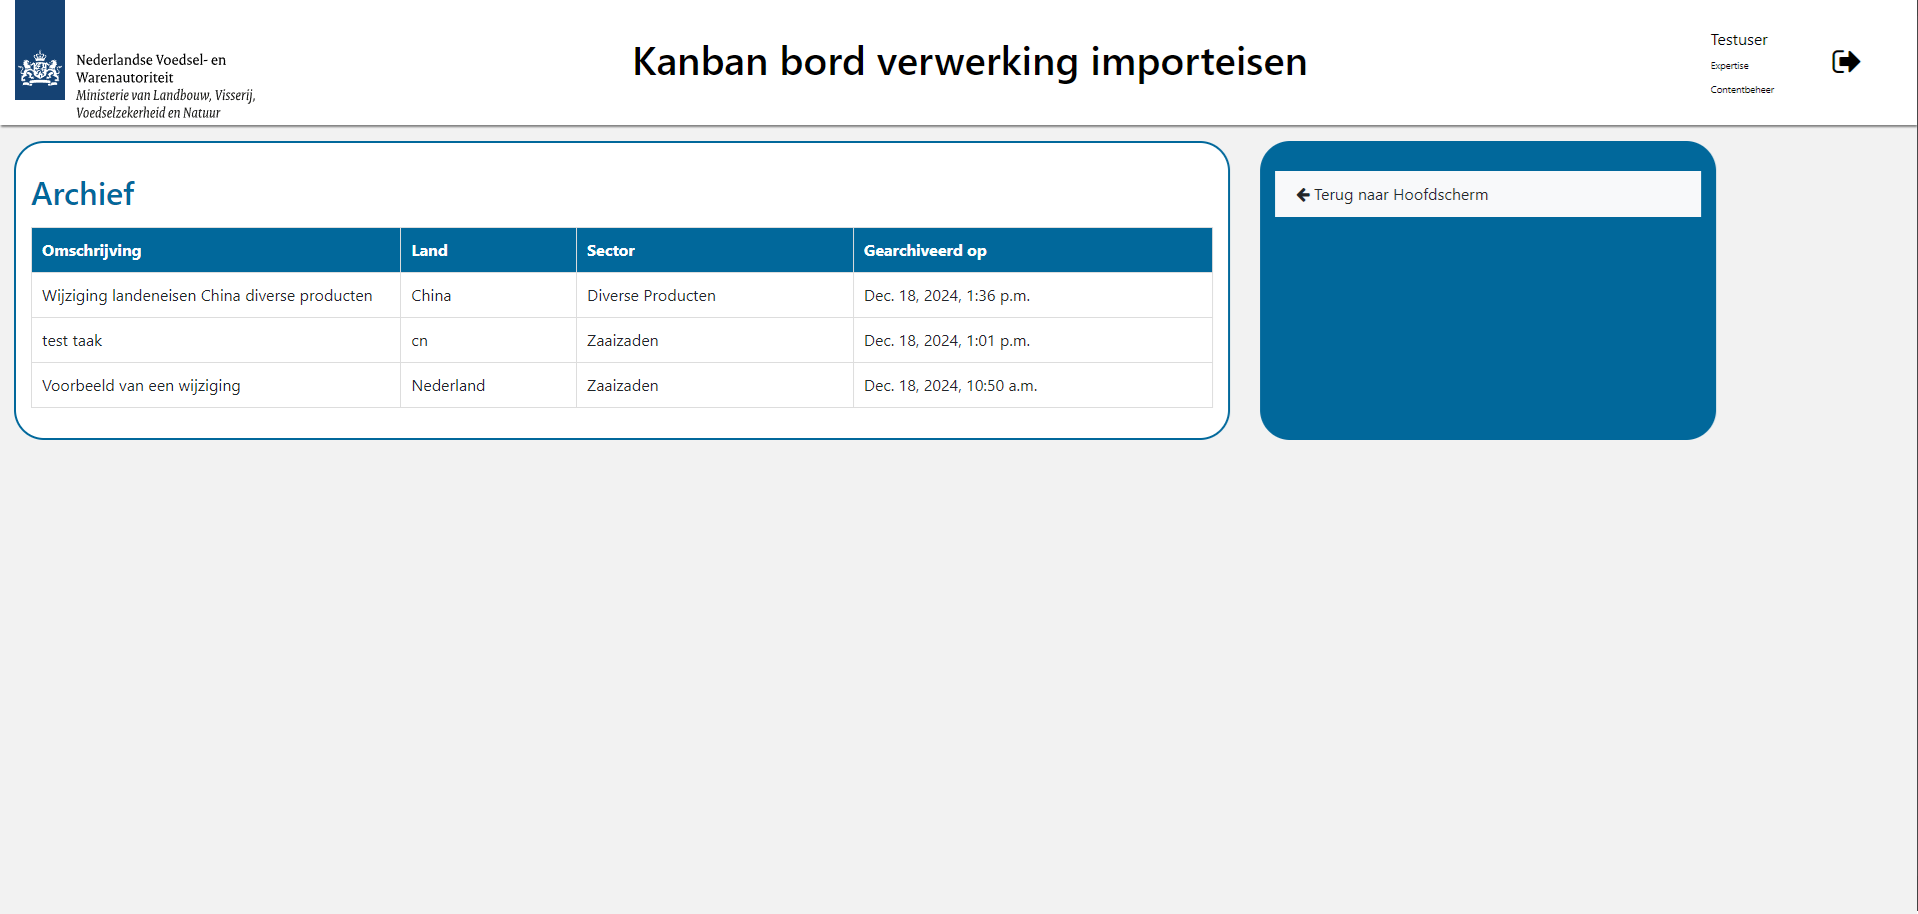 Nederlandse Voedsel- en
Warenautoriteit
Ministerie van Landbouw, Visserij,
Voedselzekerheid en Natuur
Kanban bord verwerking importeisen
Testuser
Expertise
Contentbeheer
Archief
Omschrijving Land Sector Gearchiveerd op
Wijziging landeneisen China diverse producten China Diverse Producten Dec. 18, 2024, 1:36 p.m.
test taak cn Zaaizaden Dec. 18, 2024, 1:01 p.m.
Voorbeeld van een wijziging Nederland Zaaizaden Dec. 18, 2024, 10:50 a.m.
Terug naar Hoofdscherm